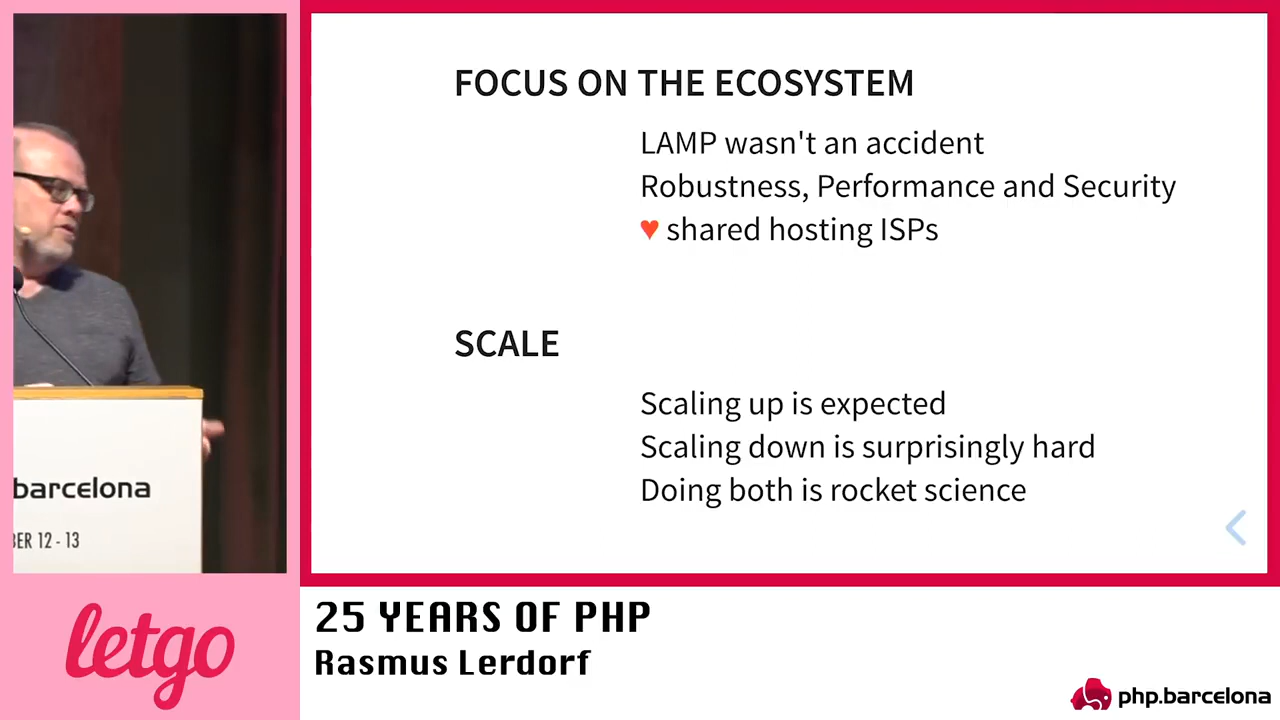 FOCUS ON THE ECOSYSTEM
LAMP wasn't an accident
Robustness, Performance and Security
♥ shared hosting ISPs
SCALE
Scaling up is expected
Scaling down is surprisingly hard
Doing both is rocket science
.barcelona
BER 12 - 13
letgo
25 YEARS OF PHP
Rasmus Lerdorf
php.barcelona